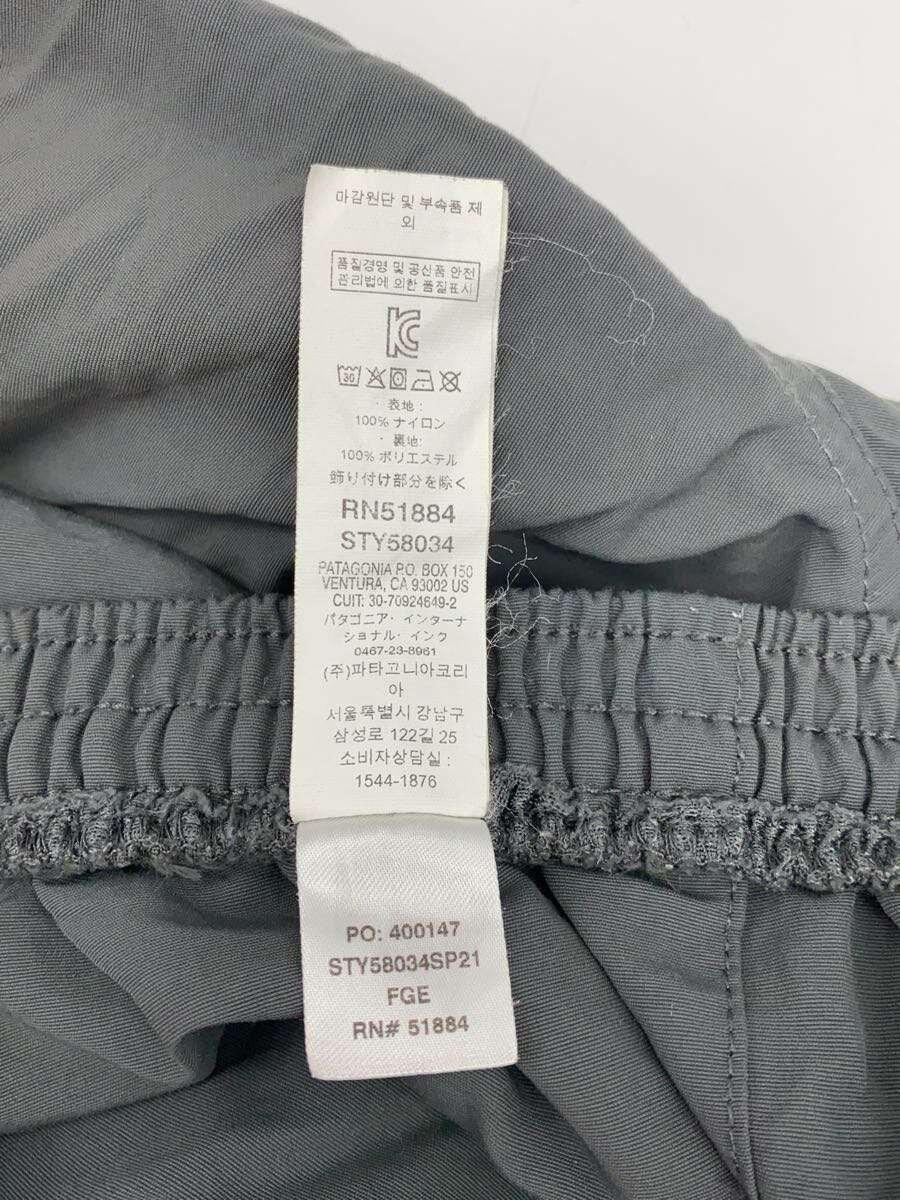 마감원단 및 부속품 제
외
품질경명 및 공신품 안전
관리법에 의한 품질표시
30
・表地:
100% ナイロン
・裏地:
100% ポリエステル
飾り付け部分を除く
RN51884
STY58034
PATAGONIA P.O. BOX 150
VENTURA, CA 93002 US
CUIT: 30-70924649-2
パタゴニア・インターナ
ショナル・インク
0467-23-8961
(주)파타고니아코리
아
서울특별시 강남구
삼성로 122길 25
소비자상담실:
1544-1876
PO: 400147
STY58034SP21
FGE
RN# 51884